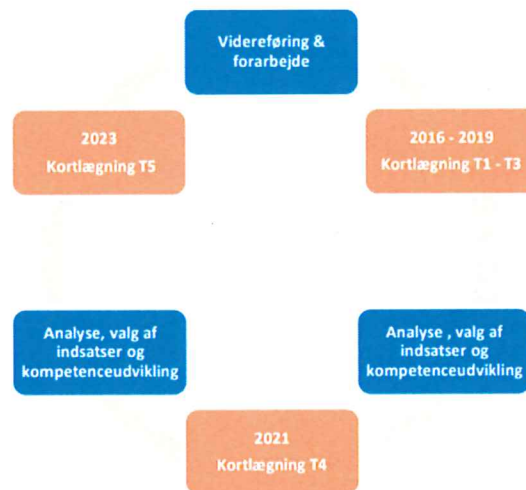 Videreføring &
forarbejde
2016 - 2019
Kortlægning T1 - T3
Analyse , valg af
indsatser og
kompetenceudvikling
2021
Kortlægning T4
Analyse, valg af
indsatser og
kompetenceudvikling
2023
Kortlægning T5